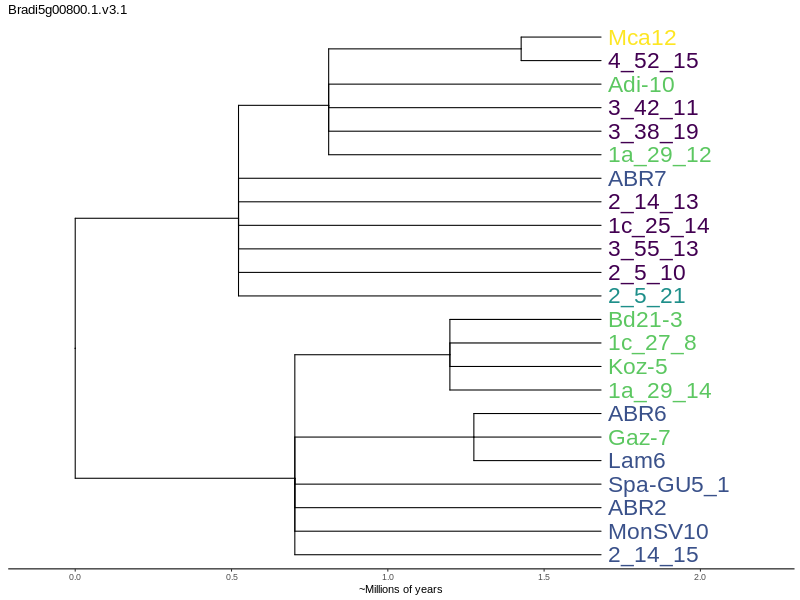 Bradi5g00800.1.v3.1
Mca12
4_52_15
Adi-10
3_42_11
3_38_19
1a_29_12
ABR7
2_14_13
1c_25_14
3_55_13
2_5_10
2_5_21
Bd21-3
1c_27_8
Koz-5
1a_29_14
ABR6
Gaz-7
Lam6
Spa-GU5_1
ABR2
MonSV10
2_14_15
0.0 0.5 1.0 1.5 2.0
~Millions of years